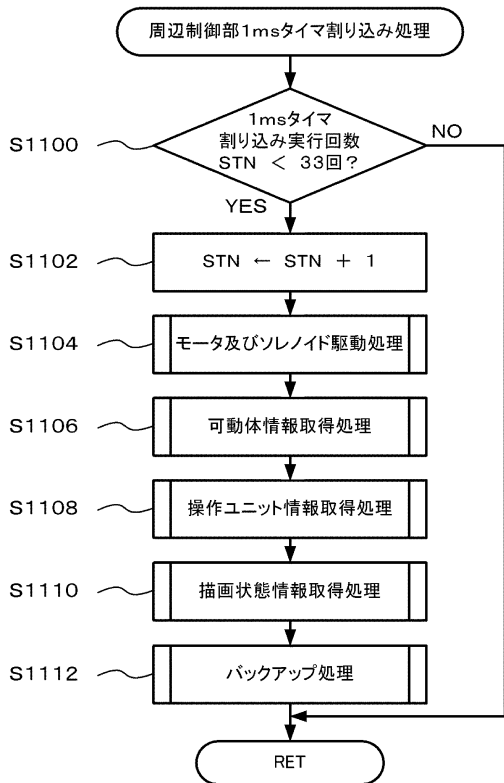 周辺制御部1msタイマ割り込み処理
S1100
1msタイマ
割り込み実行回数
STN < 33回?
NO
YES
S1102
STN ← STN + 1
S1104
モータ及びソレノイド駆動処理
S1106
可動体情報取得処理
S1108
操作ユニット情報取得処理
S1110
描画状態情報取得処理
S1112
バックアップ処理
RET